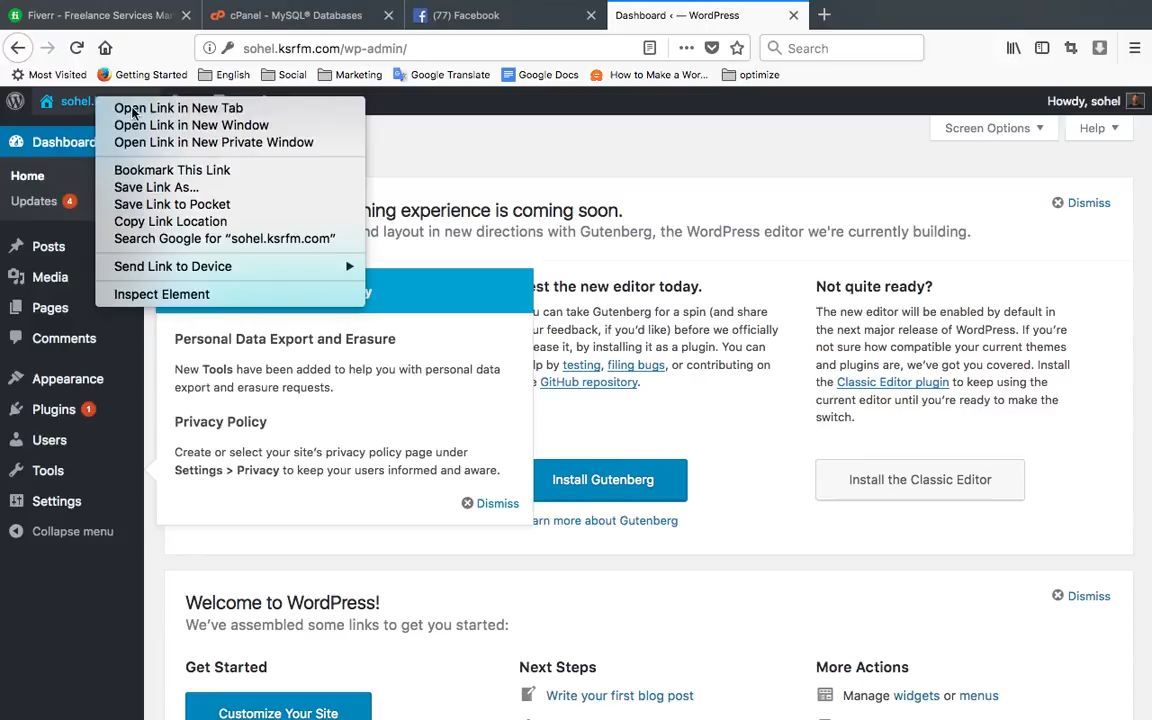 Fiverr - Freelance Services Ma
cPanel - MySQL® Databases
(77) Facebook
Dashboard ‹ — WordPress
sohel.ksrfm.com/wp-admin/
Search
Most Visited
Getting Started
English
Social
Marketing
Google Translate
Google Docs
How to Make a Wor...
optimize
sohel.
Howdy, sohel
Open Link in New Tab
Open Link in New Window
Open Link in New Private Window
Bookmark This Link
Save Link As...
Save Link to Pocket
Copy Link Location
Search Google for “sohel.ksrfm.com”
Send Link to Device
Inspect Element
Screen Options
Help
Dashboard
Home
Updates 4
Posts
Media
Pages
Comments
Appearance
Plugins 1
Users
Tools
Settings
Collapse menu
ing experience is coming soon.
Dismiss
d layout in new directions with Gutenberg, the WordPress editor we're currently building.
y
Personal Data Export and Erasure
New Tools have been added to help you with personal data
export and erasure requests.
Privacy Policy
Create or select your site's privacy policy page under
Settings > Privacy to keep your users informed and aware.
Dismiss
est the new editor today.
u can take Gutenberg for a spin (and share
ur feedback, if you'd like) before we officially
ease it, by installing it as a plugin. You can
lp by testing, filing bugs, or contributing on
e GitHub repository.
Install Gutenberg
arn more about Gutenberg
Not quite ready?
The new editor will be enabled by default in
the next major release of WordPress. If you're
not sure how compatible your current themes
and plugins are, we've got you covered. Install
the Classic Editor plugin to keep using the
current editor until you're ready to make the
switch.
Install the Classic Editor
Welcome to WordPress!
Dismiss
We've assembled some links to get you started:
Get Started
Customize Your Site
Next Steps
Write your first blog post
More Actions
Manage widgets or menus